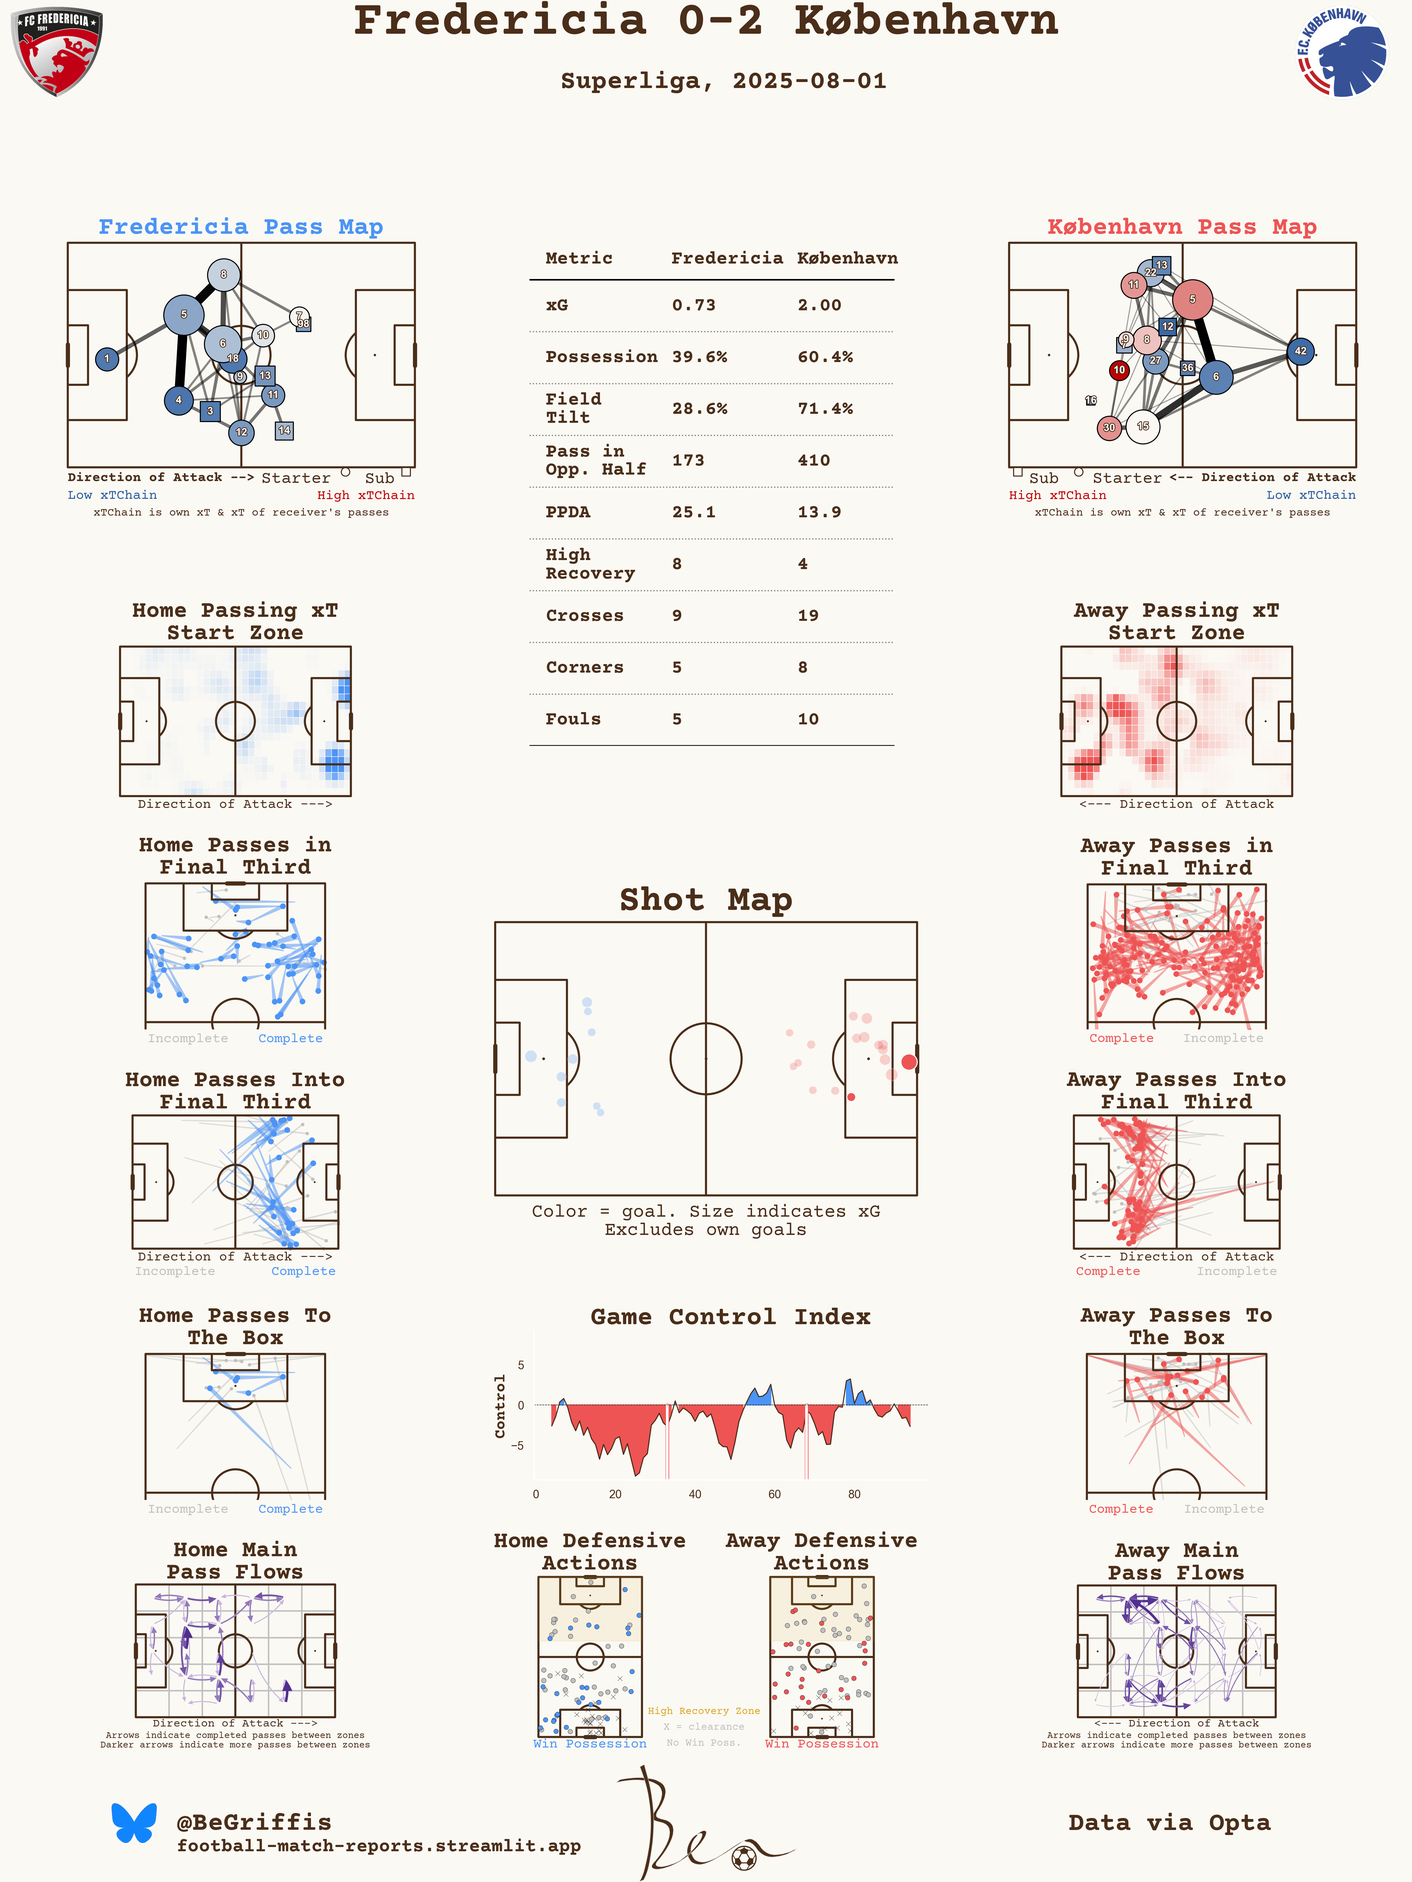 Fredericia 0-2 København
Superliga, 2025-08-01
FC FREDERICIA
1991
F.C. KØBENHAVN
Fredericia Pass Map
8
5
7
98
6
10
1
18
9
13
4
3
11
12
14
Direction of Attack --> Starter Sub
Low xTChain High xTChain
xTChain is own xT & xT of receiver's passes
Metric Fredericia København
xG 0.73 2.00
Possession 39.6% 60.4%
Field
Tilt 28.6% 71.4%
Pass in
Opp. Half 173 410
PPDA 25.1 13.9
High
Recovery 8 4
Crosses 9 19
Corners 5 8
Fouls 5 10
København Pass Map
13
22
11
5
12
9
8
42
27
10
36
6
16
30
15
Sub Starter <-- Direction of Attack
High xTChain Low xTChain
xTChain is own xT & xT of receiver's passes
Home Passing xT
Start Zone
Direction of Attack --->
Away Passing xT
Start Zone
<--- Direction of Attack
Home Passes in
Final Third
Incomplete Complete
Away Passes in
Final Third
Complete Incomplete
Shot Map
Color = goal. Size indicates xG
Excludes own goals
Home Passes Into
Final Third
Direction of Attack --->
Incomplete Complete
Away Passes Into
Final Third
<--- Direction of Attack
Complete Incomplete
Home Passes To
The Box
Incomplete Complete
Game Control Index
Control
5
0
−5
0 20 40 60 80
Away Passes To
The Box
Complete Incomplete
Home Main
Pass Flows
Direction of Attack --->
Arrows indicate completed passes between zones
Darker arrows indicate more passes between zones
Home Defensive
Actions
Win Possession
High Recovery Zone
X = clearance
No Win Poss.
Away Defensive
Actions
Win Possession
Away Main
Pass Flows
<--- Direction of Attack
Arrows indicate completed passes between zones
Darker arrows indicate more passes between zones
@BeGriffis
football-match-reports.streamlit.app
Ben
Data via Opta